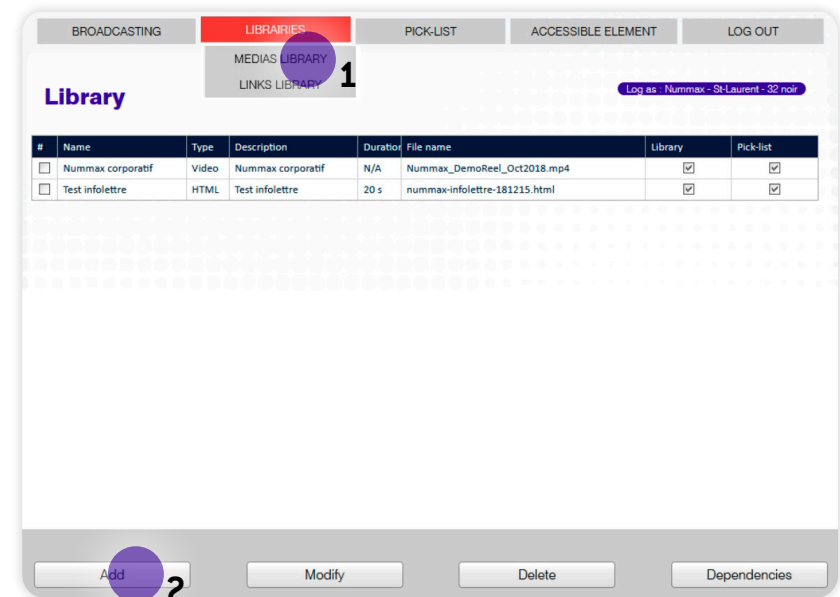 BROADCASTING LIBRAIRIES PICK-LIST ACCESSIBLE ELEMENT LOG OUT
MEDIAS LIBRARY
1
LINKS LIBRARY
Library
Log as : Nummax - St-Laurent - 32 noir
# Name Type Description Duration File name Library Pick-list
Nummax corporatif Video Nummax corporatif N/A Nummax_DemoReel_Oct2018.mp4
Test infolettre HTML Test infolettre 20 s nummax-infolettre-181215.html
Add Modify Delete Dependencies
2